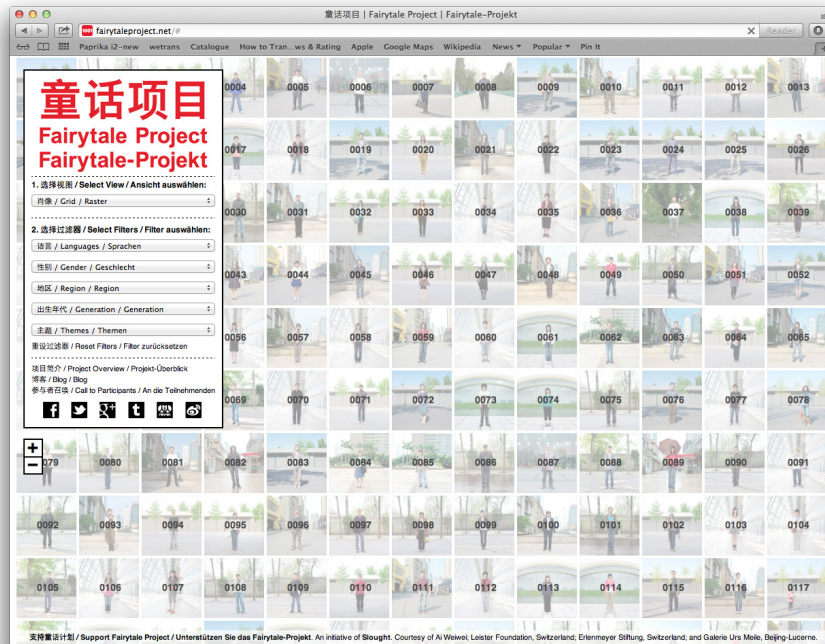 童话项目 | Fairytale Project | Fairytale-Projekt
1001 fairytaleproject.net/#
Reader
Paprika i2-new wetrans Catalogue How to Tran...ws & Rating Apple Google Maps Wikipedia News Popular Pin It
童话项目
Fairytale Project
Fairytale-Projekt
1. 选择视图 / Select View / Ansicht auswählen:
肖像 / Grid / Raster
2. 选择过滤器 / Select Filters / Filter auswählen:
语言 / Languages / Sprachen
性别 / Gender / Geschlecht
地区 / Region / Region
出生年代 / Generation / Generation
主题 / Themes / Themen
重设过滤器 / Reset Filters / Filter zurücksetzen
项目简介 / Project Overview / Projekt-Überblick
博客 / Blog / Blog
参与者召唤 / Call to Participants / An die Teilnehmenden
0004 0005 0006 0007 0008 0009 0010 0011 0012 0013
0017 0018 0019 0020 0021 0022 0023 0024 0025 0026
0030 0031 0032 0033 0034 0035 0036 0037 0038 0039
0043 0044 0045 0046 0047 0048 0049 0050 0051 0052
0056 0057 0058 0059 0060 0061 0062 0063 0064 0065
0069 0070 0071 0072 0073 0074 0075 0076 0077 0078
+
−
079 0080 0081 0082 0083 0084 0085 0086 0087 0088 0089 0090 0091
0092 0093 0094 0095 0096 0097 0098 0099 0100 0101 0102 0103 0104
0105 0106 0107 0108 0109 0110 0111 0112 0113 0114 0115 0116 0117
支持童话计划 / Support Fairytale Project / Unterstützen Sie das Fairytale-Projekt. An initiative of Slought. Courtesy of Ai Weiwei; Leister Foundation, Switzerland; Erlenmeyer Stiftung, Switzerland; and Galerie Urs Meile, Beijing-Lucerne.